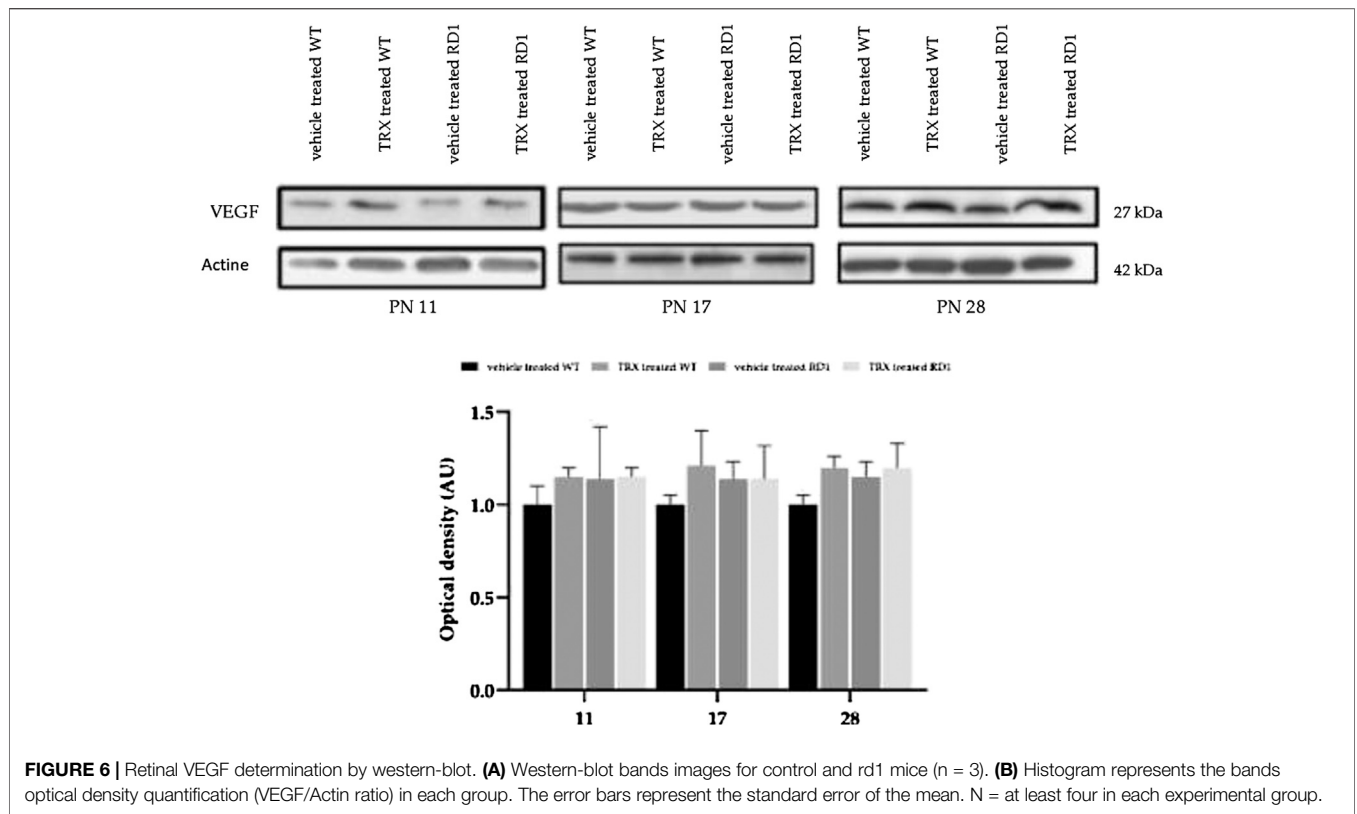 vehicle treated WT
TRX treated WT
vehicle treated RD1
TRX treated RD1
vehicle treated WT
TRX treated WT
vehicle treated RD1
TRX treated RD1
vehicle treated WT
TRX treated WT
vehicle treated RD1
TRX treated RD1
VEGF
27 kDa
Actine
42 kDa
PN 11
PN 17
PN 28
vehicle treated WT TRX treated WT vehicle treated RD1 TRX treated RD1
Optical density (AU)
1.5
1.0
0.5
0.0
11
17
28
FIGURE 6 | Retinal VEGF determination by western-blot. (A) Western-blot bands images for control and rd1 mice (n = 3). (B) Histogram represents the bands
optical density quantification (VEGF/Actin ratio) in each group. The error bars represent the standard error of the mean. N = at least four in each experimental group.